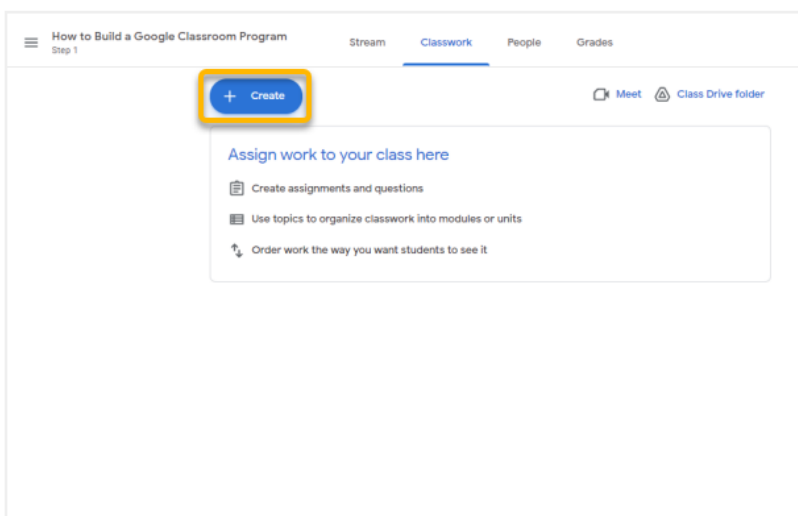 How to Build a Google Classroom Program
Step 1
Stream Classwork People Grades
+ Create
Meet Class Drive folder
Assign work to your class here
Create assignments and questions
Use topics to organize classwork into modules or units
Order work the way you want students to see it